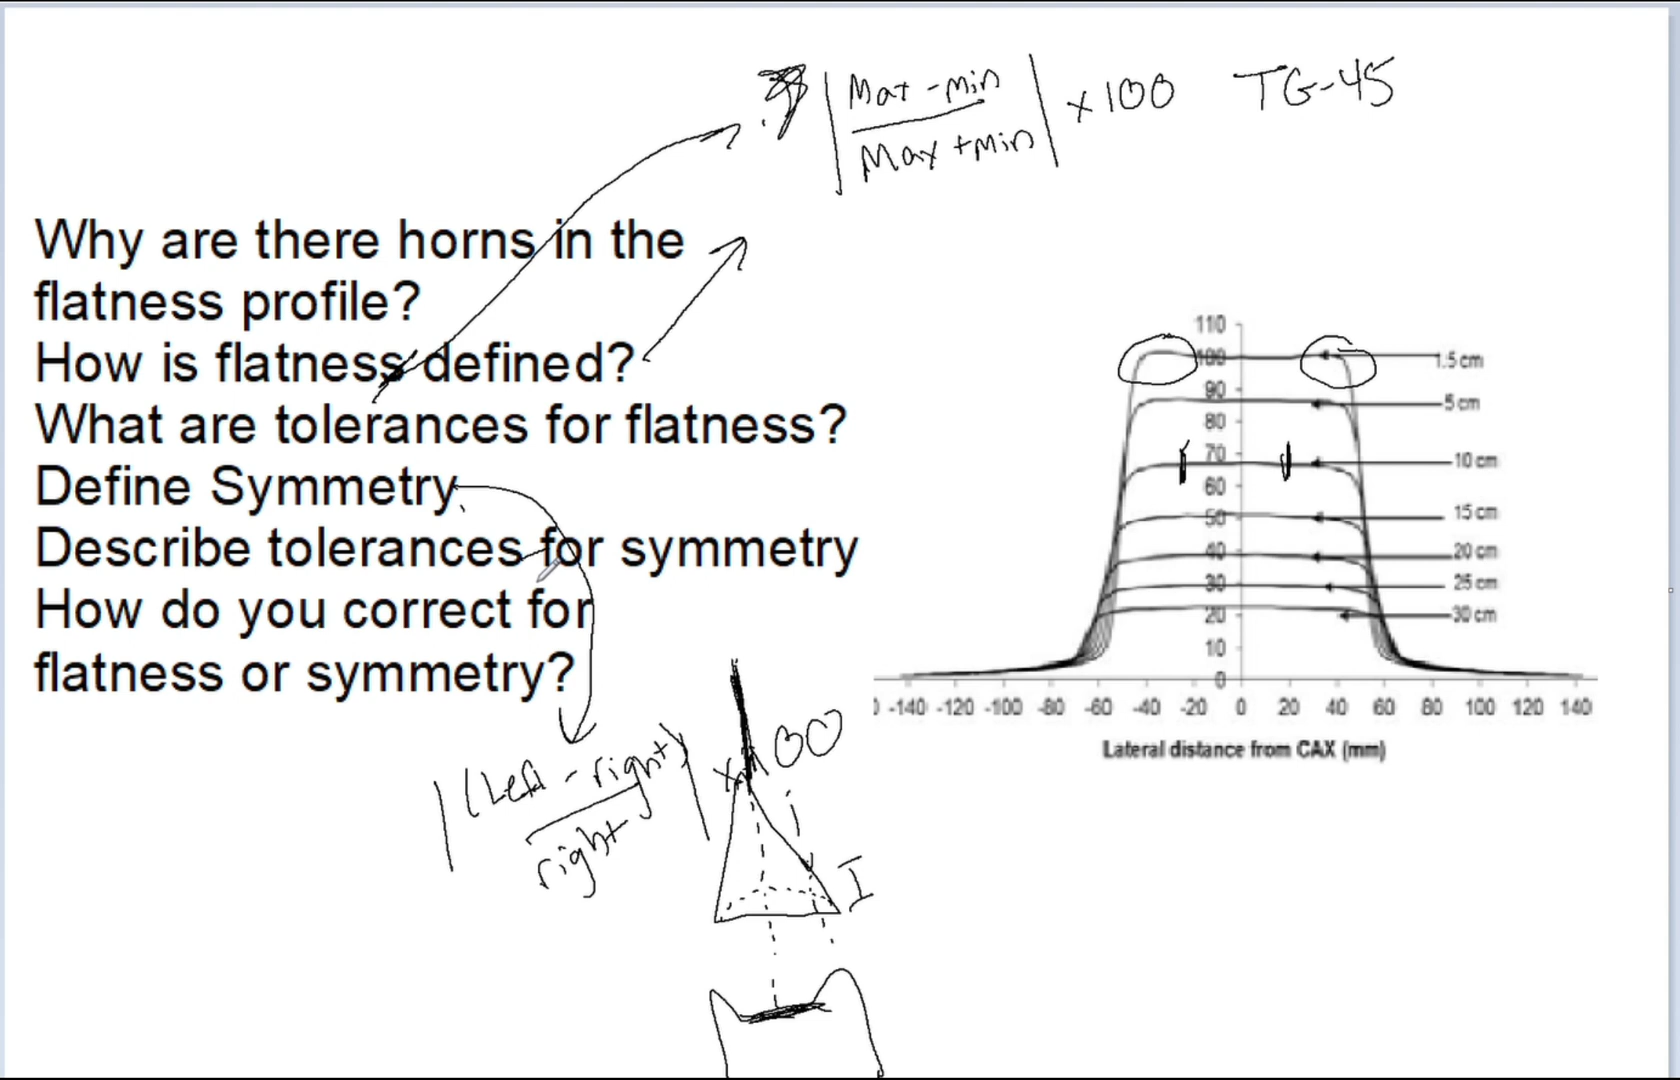 | Max - min | x 100 TG-45
Max + min
Why are there horns in the
flatness profile?
How is flatness defined?
What are tolerances for flatness?
Define Symmetry
Describe tolerances for symmetry
How do you correct for
flatness or symmetry?
110
100
90
80
70
60
50
40
30
20
10
0
1.5 cm
5 cm
10 cm
15 cm
20 cm
25 cm
30 cm
-140 -120 -100 -80 -60 -40 -20 0 20 40 60 80 100 120 140
Lateral distance from CAX (mm)
| (Left - right) | x 100
right
I